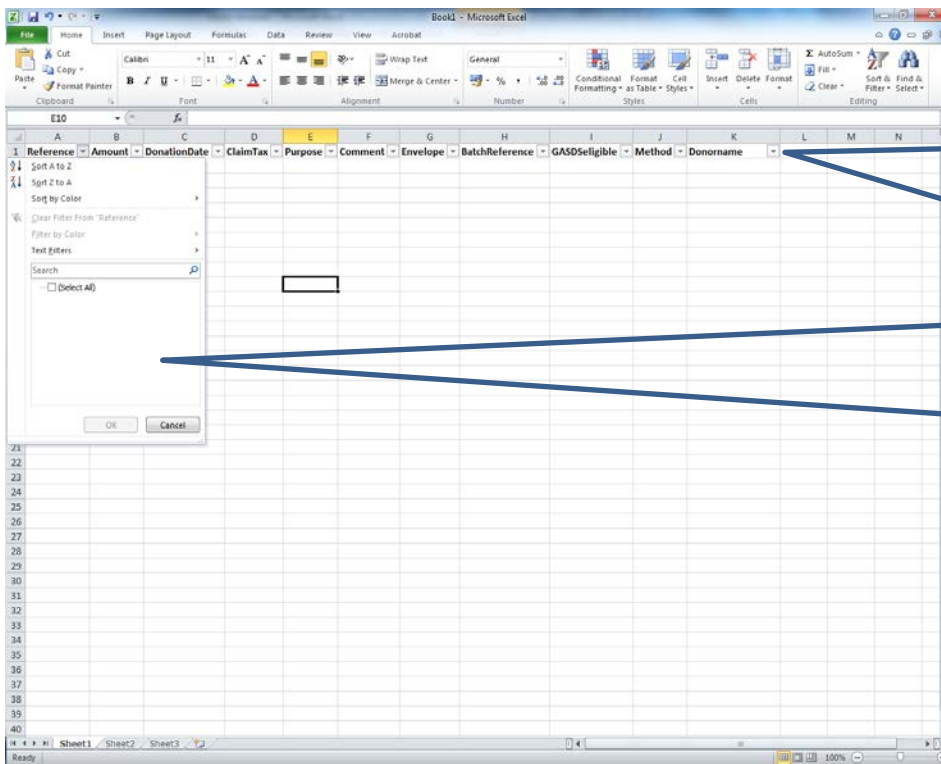 Book1 - Microsoft Excel
File Home Insert Page Layout Formulas Data Review View Acrobat
Paste
Cut
Copy
Format Painter
Clipboard
Calibri 11 A A
B I U A
Font
Wrap Text
Merge & Center
Alignment
General
% ,
Number
Conditional Formatting
Format as Table
Cell Styles
Styles
Insert Delete Format
Cells
Σ AutoSum
Fill
Clear
Sort & Filter
Find & Select
Editing
E10 fx
A B C D E F G H I J K L M N
1 Reference Amount DonationDate ClaimTax Purpose Comment Envelope BatchReference GASDSeligible Method Donorname
Sort A to Z
Sort Z to A
Sort by Color
Clear Filter From "Reference"
Filter by Color
Text Filters
Search
(Select All)
OK Cancel
21
22
23
24
25
26
27
28
29
30
31
32
33
34
35
36
37
38
39
40
Sheet1 Sheet2 Sheet3
Ready 100%